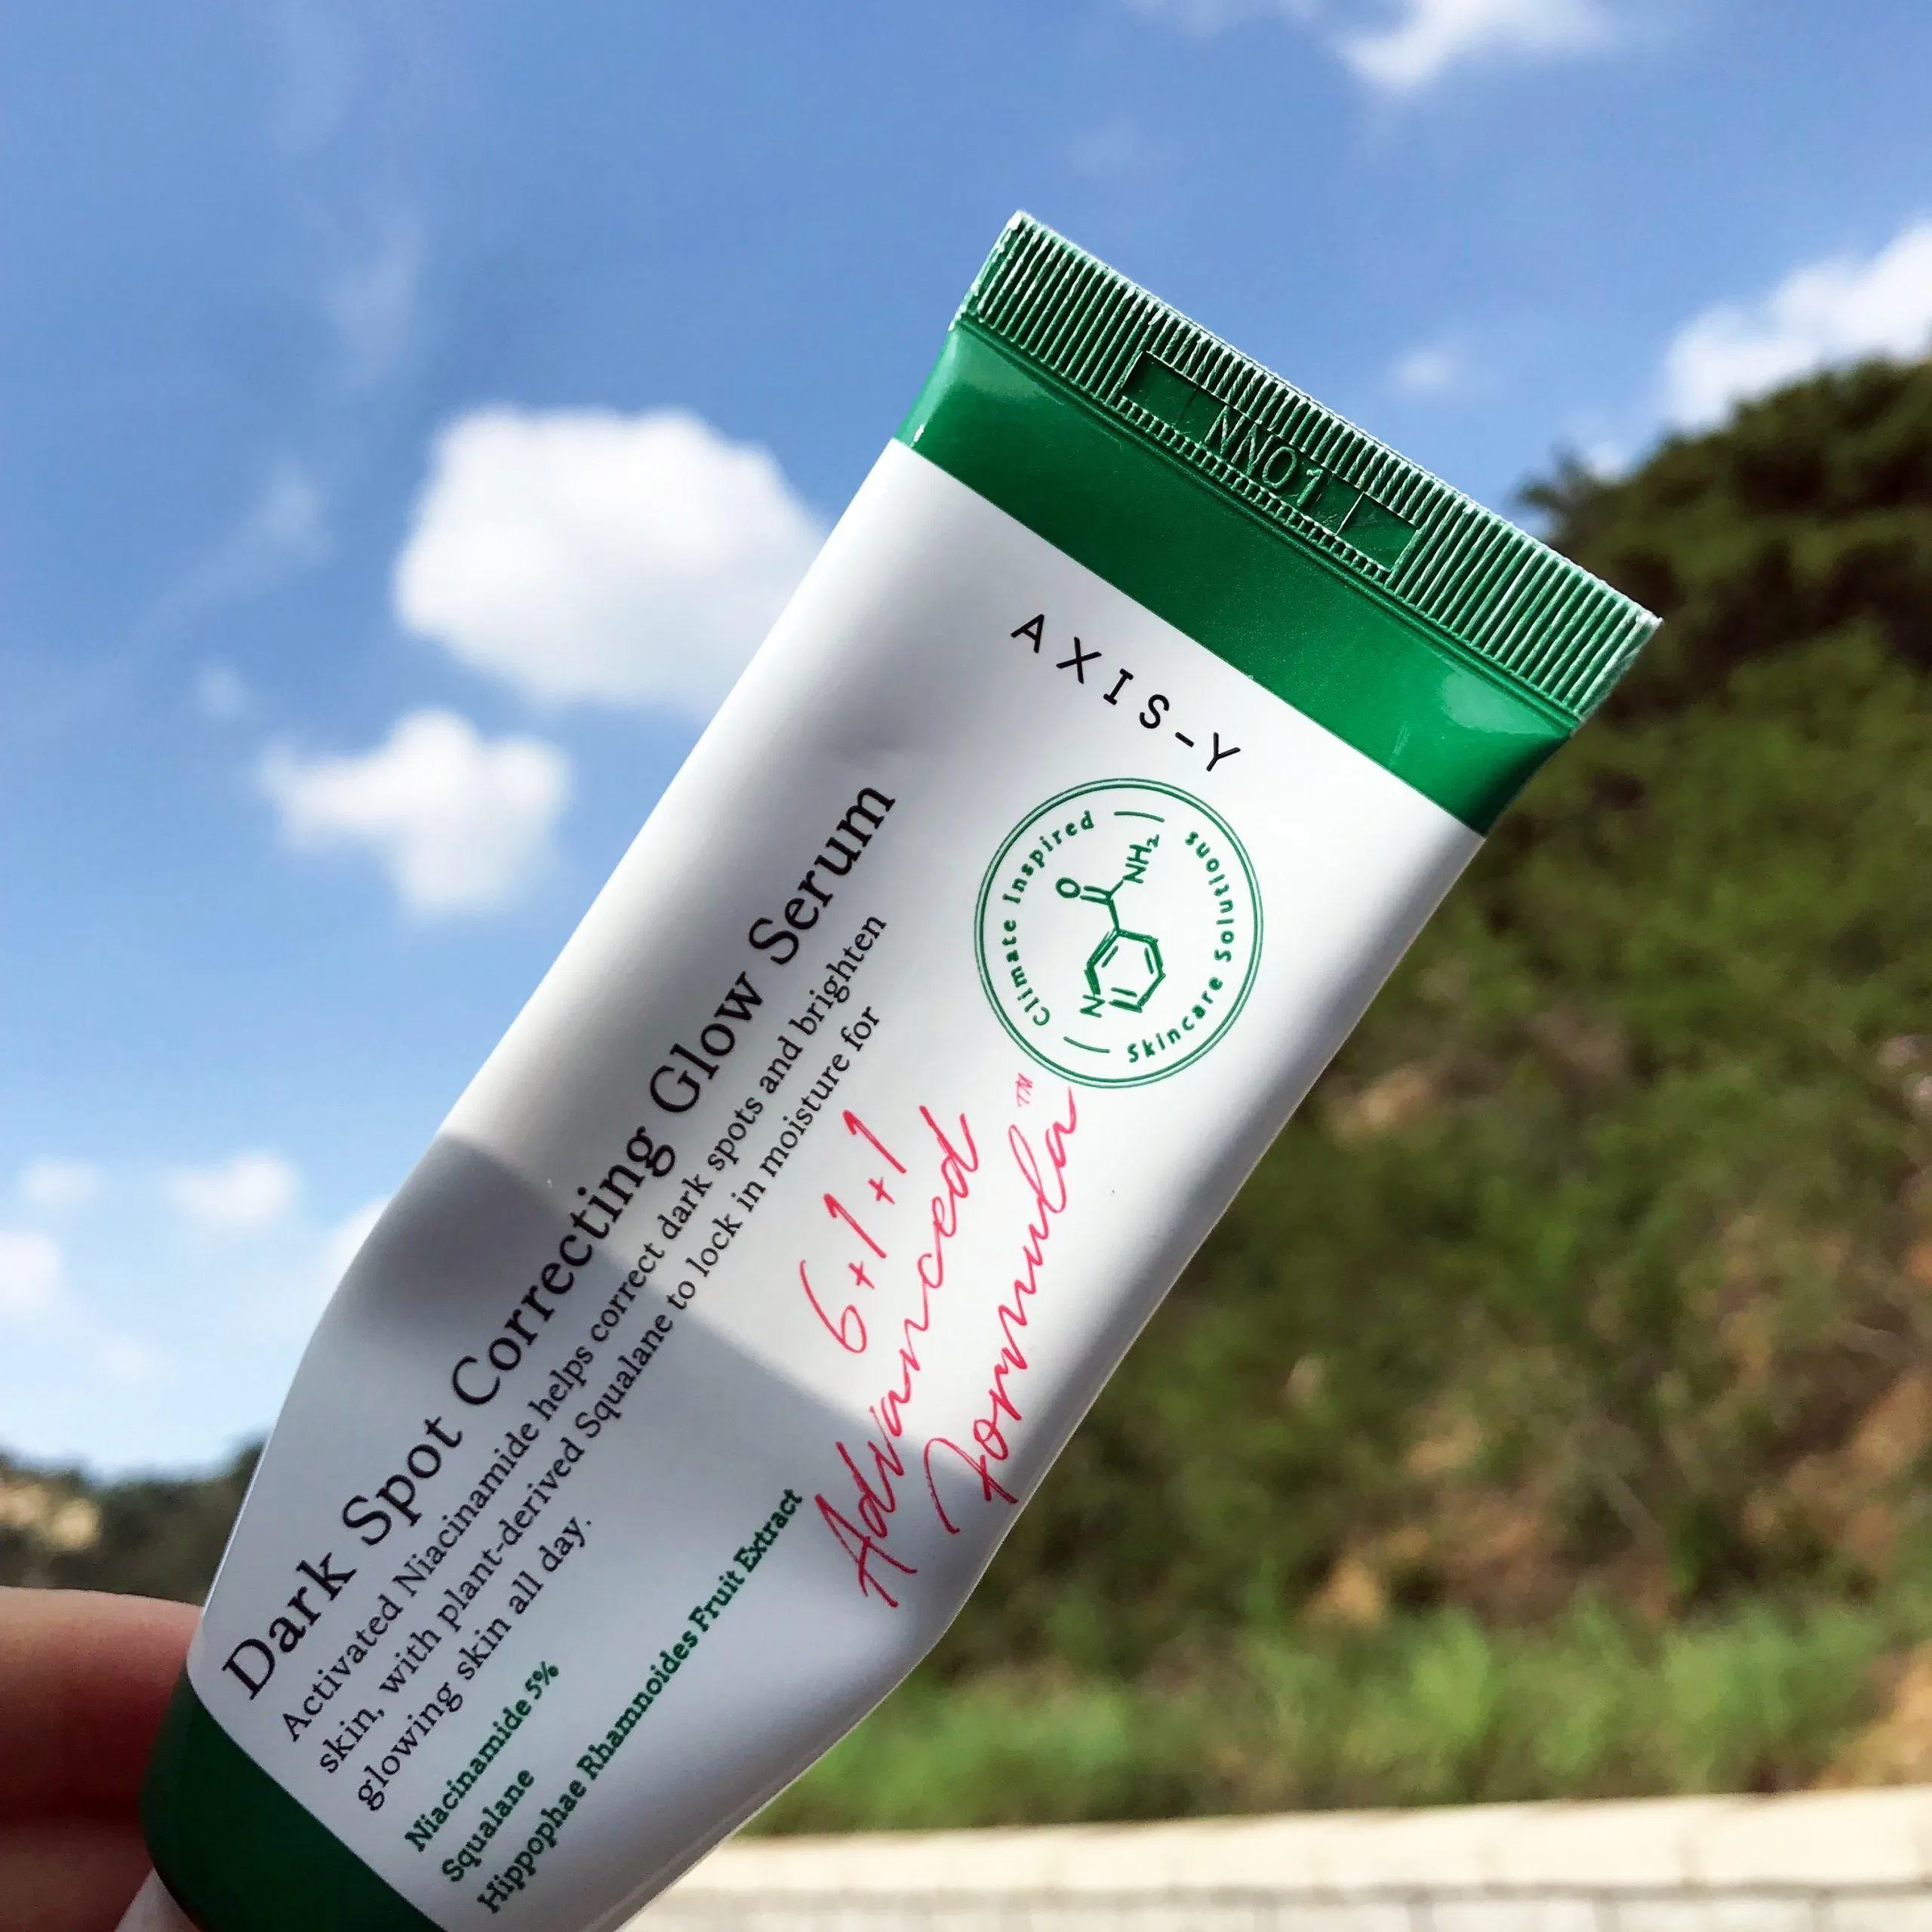 NNO1
AXIS-Y
Climate Inspired
Skincare Solutions
O
NH₂
N
Dark Spot Correcting Glow Serum
Activated Niacinamide helps correct dark spots and brighten
skin, with plant-derived Squalane to lock in moisture for
glowing skin all day.
6+1+1
Advanced
Formula™
Niacinamide 5%
Squalane
Hippophae Rhamnoides Fruit Extract